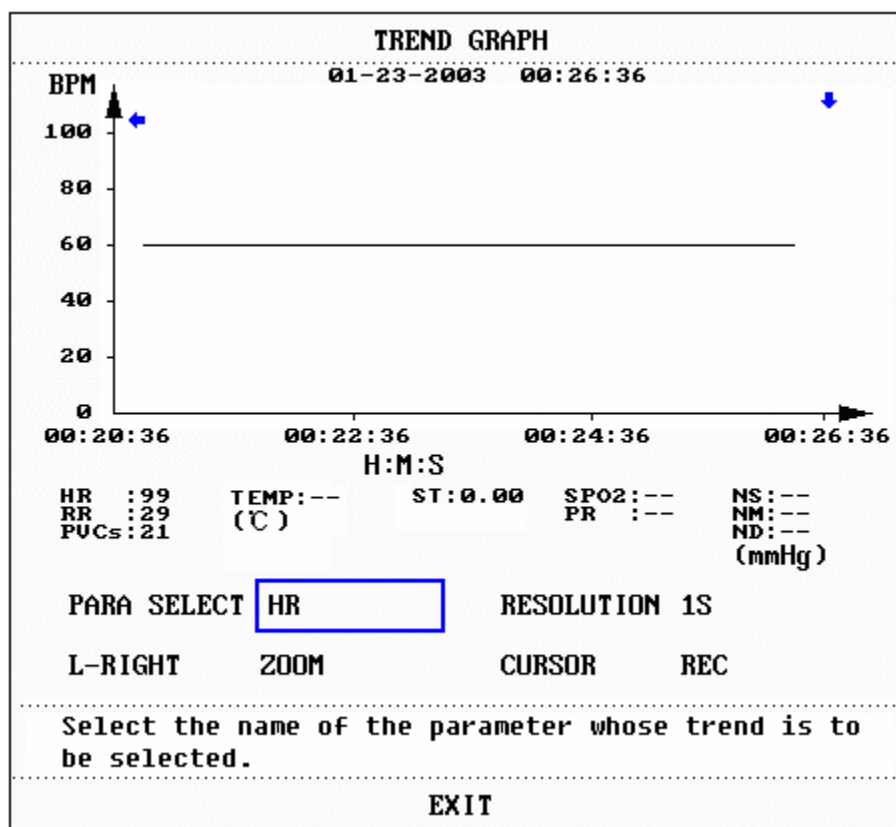 TREND GRAPH
01-23-2003 00:26:36
BPM
100
80
60
40
20
0
00:20:36 00:22:36 00:24:36 00:26:36
H:M:S
HR :99 TEMP:-- ST:0.00 SPO2:-- NS:--
RR :29 (℃) PR :-- NM:--
PVCs:21 ND:--
(mmHg)
PARA SELECT HR RESOLUTION 1S
L-RIGHT ZOOM CURSOR REC
Select the name of the parameter whose trend is to
be selected.
EXIT